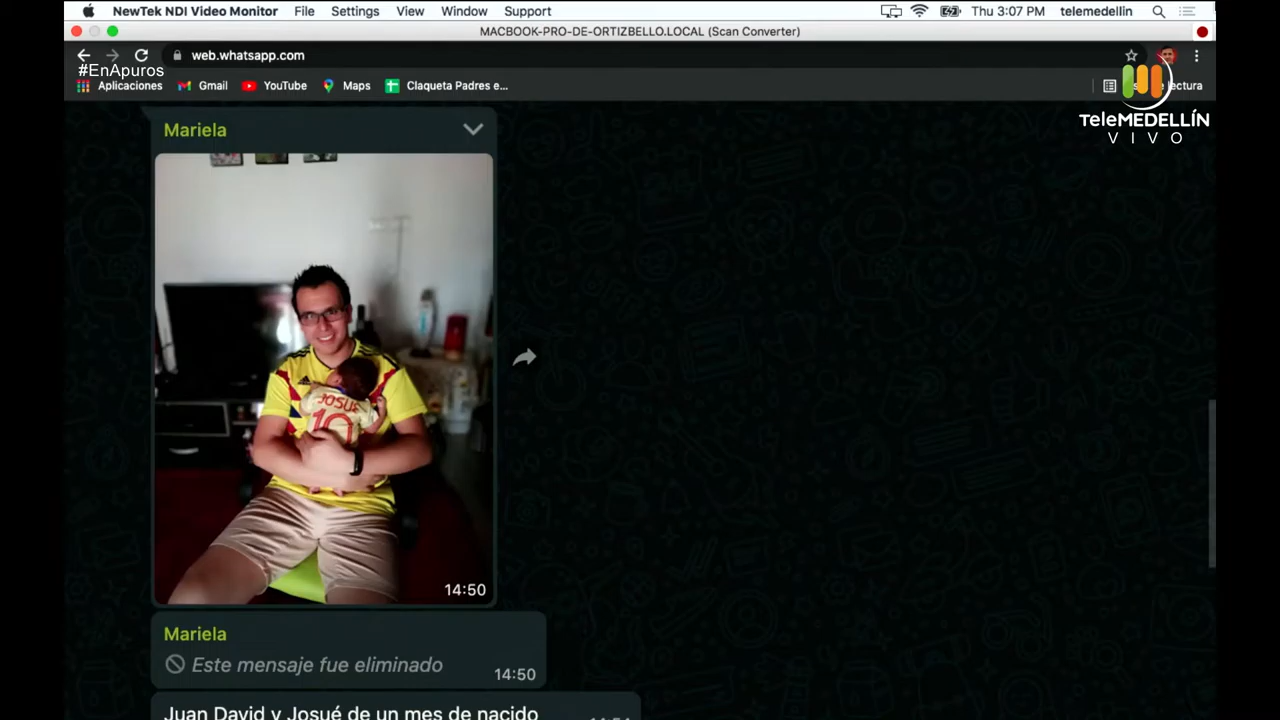 NewTek NDI Video Monitor File Settings View Window Support Thu 3:07 PM telemedellin
MACBOOK-PRO-DE-ORTIZBELLO.LOCAL (Scan Converter)
web.whatsapp.com
#EnApuros
Aplicaciones Gmail YouTube Maps Claqueta Padres e... lectura
TeleMEDELLÍN
VIVO
Mariela
JOSUÉ
10
14:50
Mariela
Este mensaje fue eliminado
14:50
Juan David y Josué de un mes de nacido